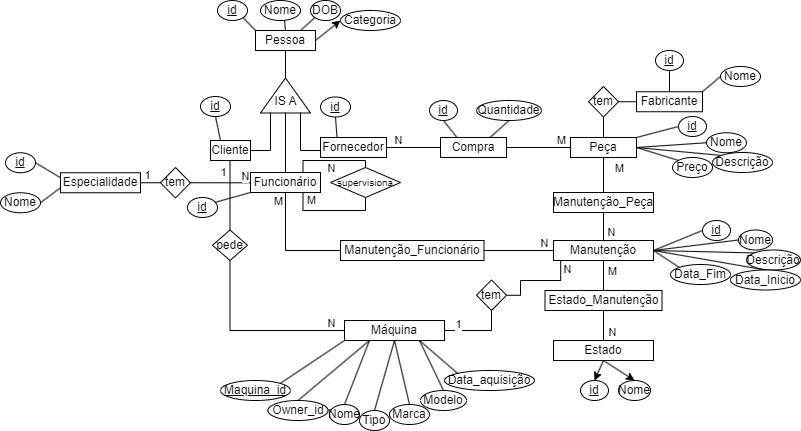 id
Nome
DOB
Categoria
Pessoa
id
Nome
IS A
tem
Fabricante
id
id
id
Quantidade
id
Cliente
Fornecedor
N
Compra
M
Peça
Nome
Descrição
Preço
id
Nome
Especialidade
1
tem
1
N
Funcionário
N
M
supervisiona
M
id
M
Manutenção_Peça
N
pede
Manutenção_Funcionário
N
Manutenção
id
Nome
Descrição
Data_Fim
Data_Inicio
N
M
tem
Estado_Manutenção
N
Máquina
1
N
Estado
id
Nome
Maquina_id
Owner_id
Nome
Tipo
Marca
Modelo
Data_aquisição